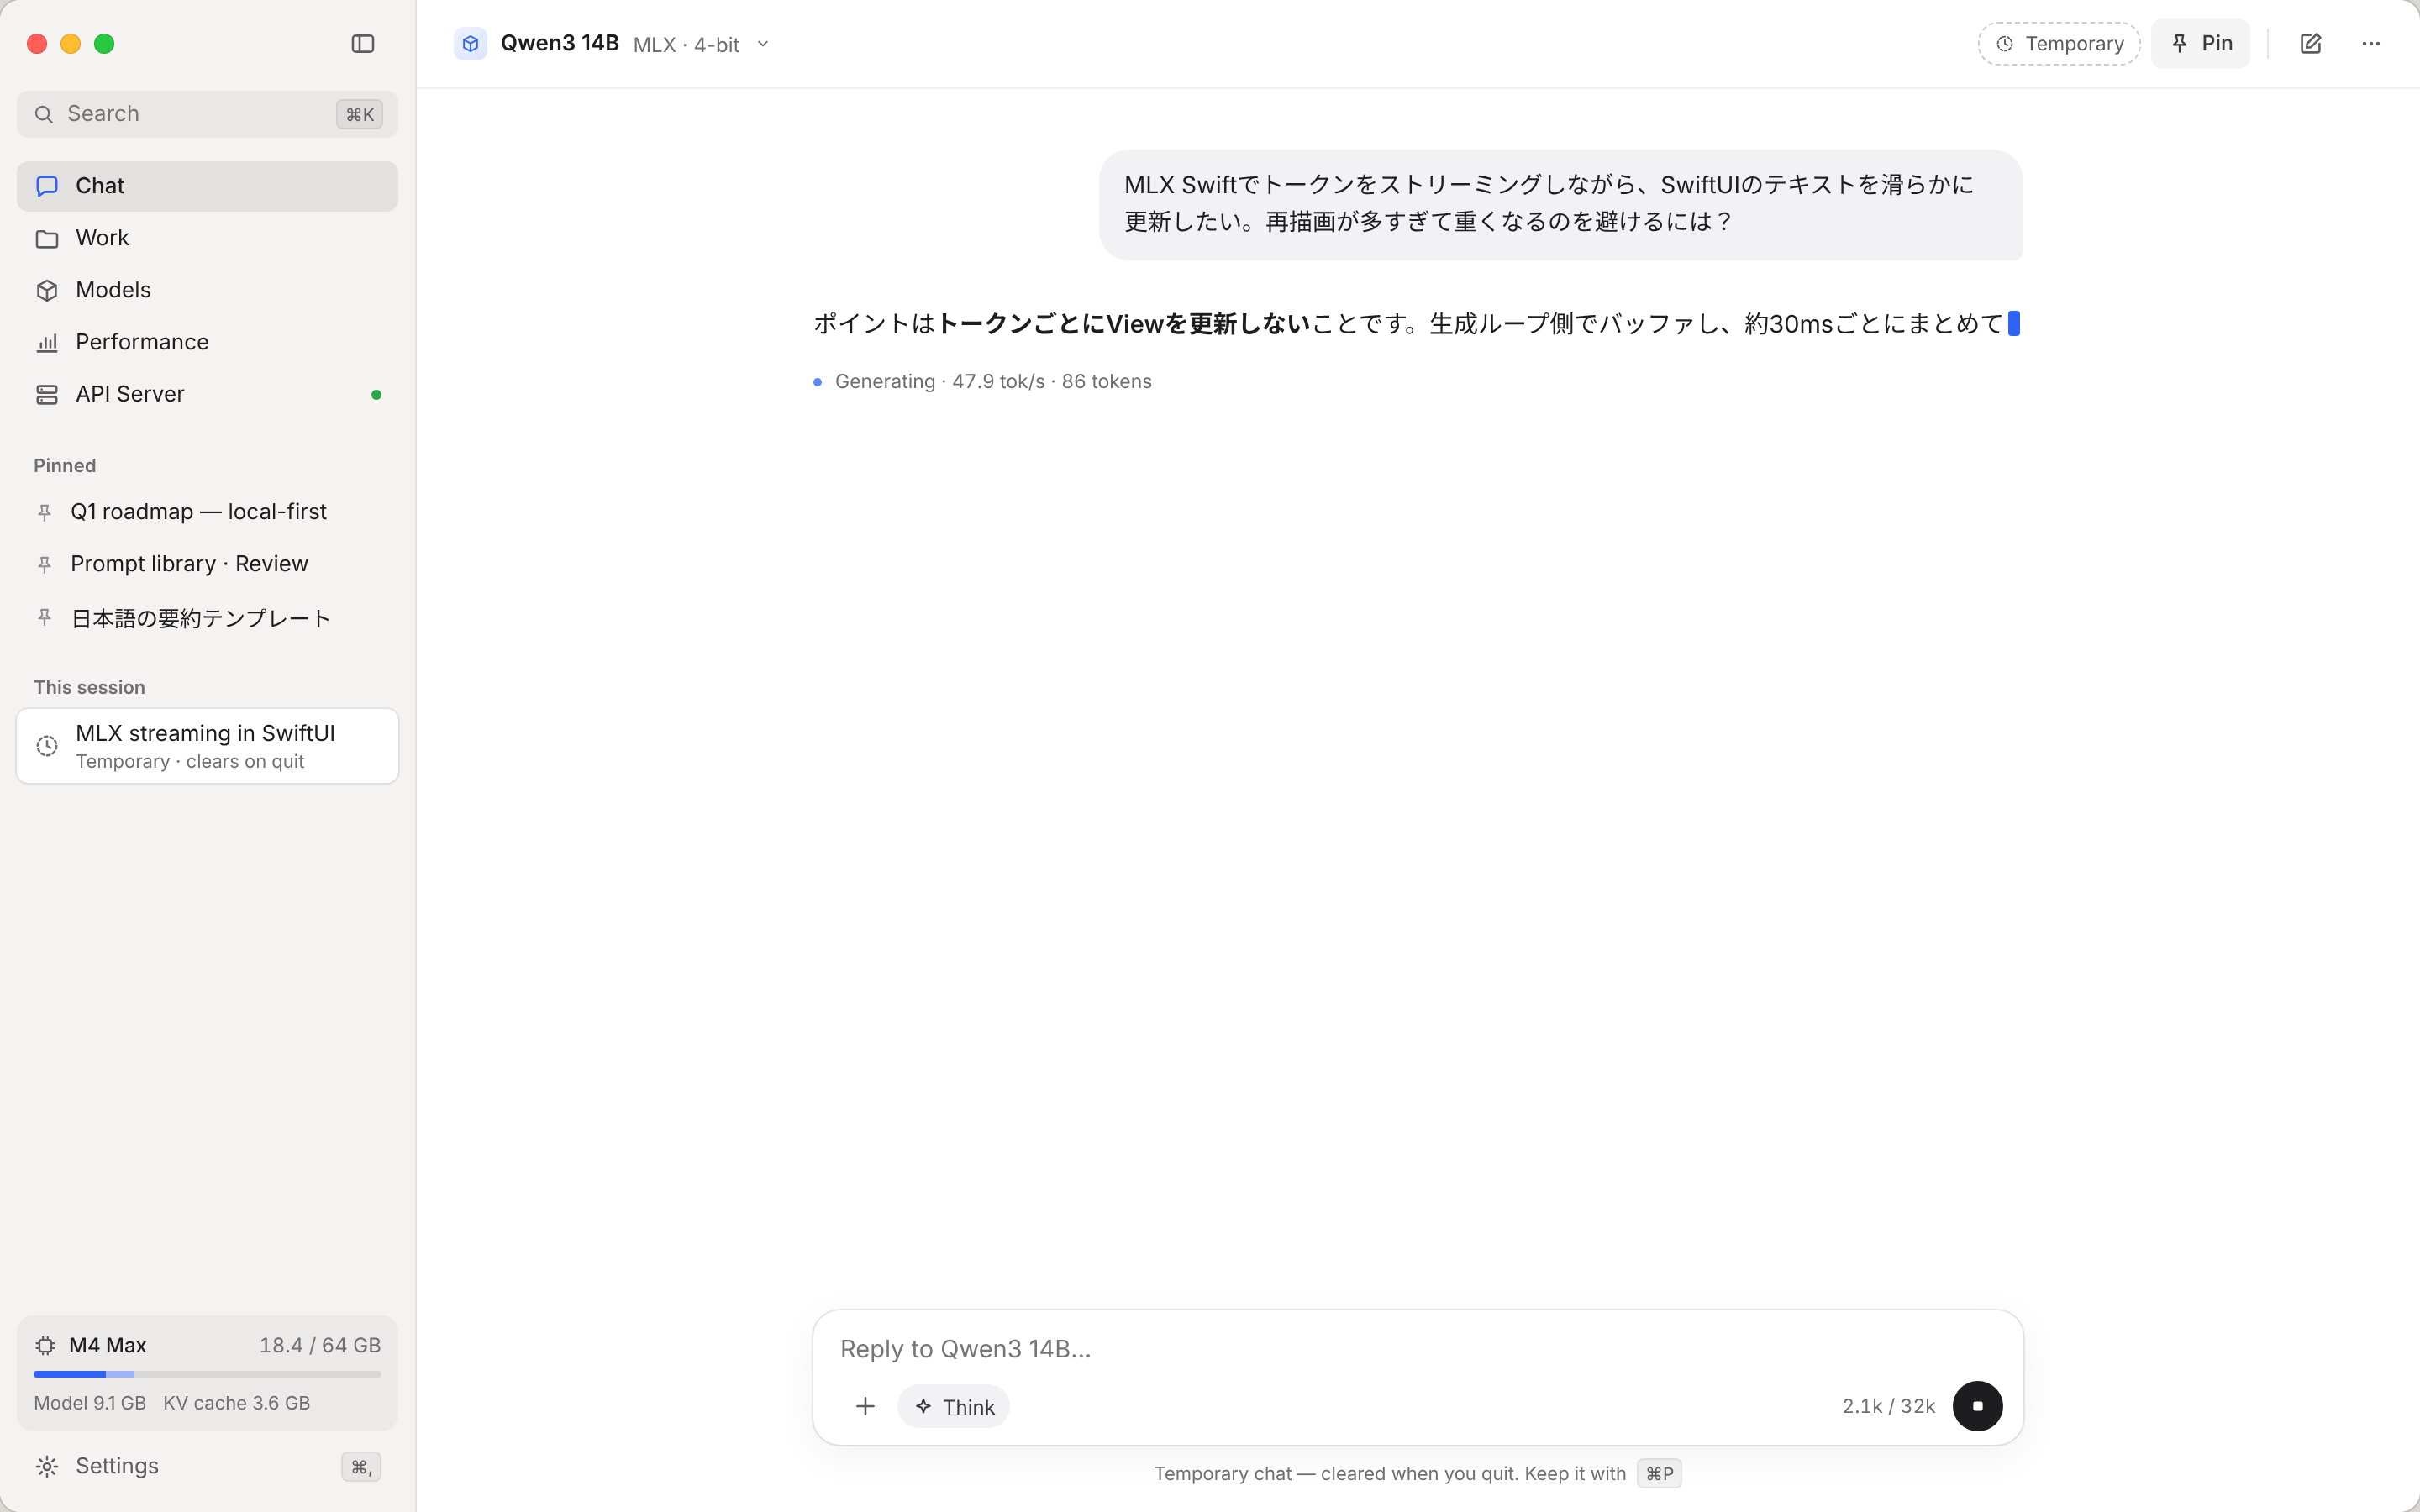 Search ⌘K
Chat
Work
Models
Performance
API Server
Pinned
Q1 roadmap — local-first
Prompt library · Review
日本語の要約テンプレート
This session
MLX streaming in SwiftUI
Temporary · clears on quit
M4 Max 18.4 / 64 GB
Model 9.1 GB KV cache 3.6 GB
Settings ⌘,
Qwen3 14B MLX · 4-bit
Temporary
Pin
MLX Swiftでトークンをストリーミングしながら、SwiftUIのテキストを滑らかに
更新したい。再描画が多すぎて重くなるのを避けるには？
ポイントはトークンごとにViewを更新しないことです。生成ループ側でバッファし、約30msごとにまとめて
Generating · 47.9 tok/s · 86 tokens
Reply to Qwen3 14B...
Think
2.1k / 32k
Temporary chat — cleared when you quit. Keep it with ⌘P